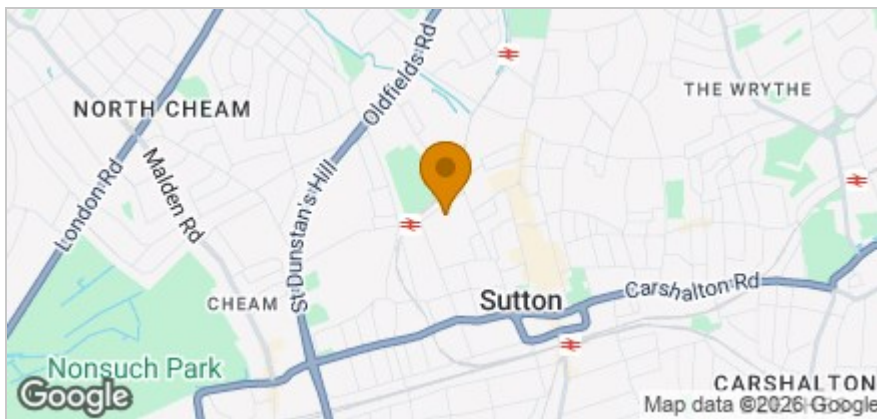 NORTH CHEAM
THE WRYTHE
Oldfields Rd
Malden Rd
London Rd
St Dunstan's Hill
CHEAM
Sutton
Carshalton Rd
Nonsuch Park
CARSHALTON
Google
Map data ©2026 Google